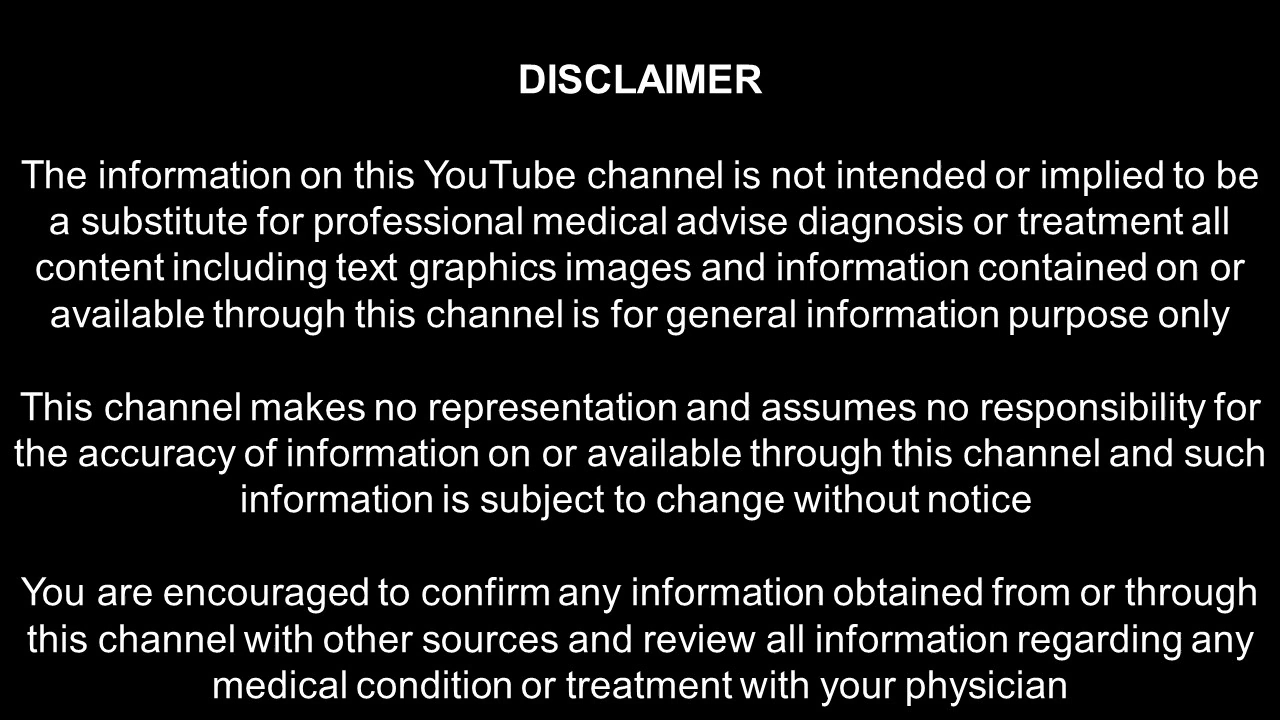 DISCLAIMER
The information on this YouTube channel is not intended or implied to be
a substitute for professional medical advise diagnosis or treatment all
content including text graphics images and information contained on or
available through this channel is for general information purpose only
This channel makes no representation and assumes no responsibility for
the accuracy of information on or available through this channel and such
information is subject to change without notice
You are encouraged to confirm any information obtained from or through
this channel with other sources and review all information regarding any
medical condition or treatment with your physician